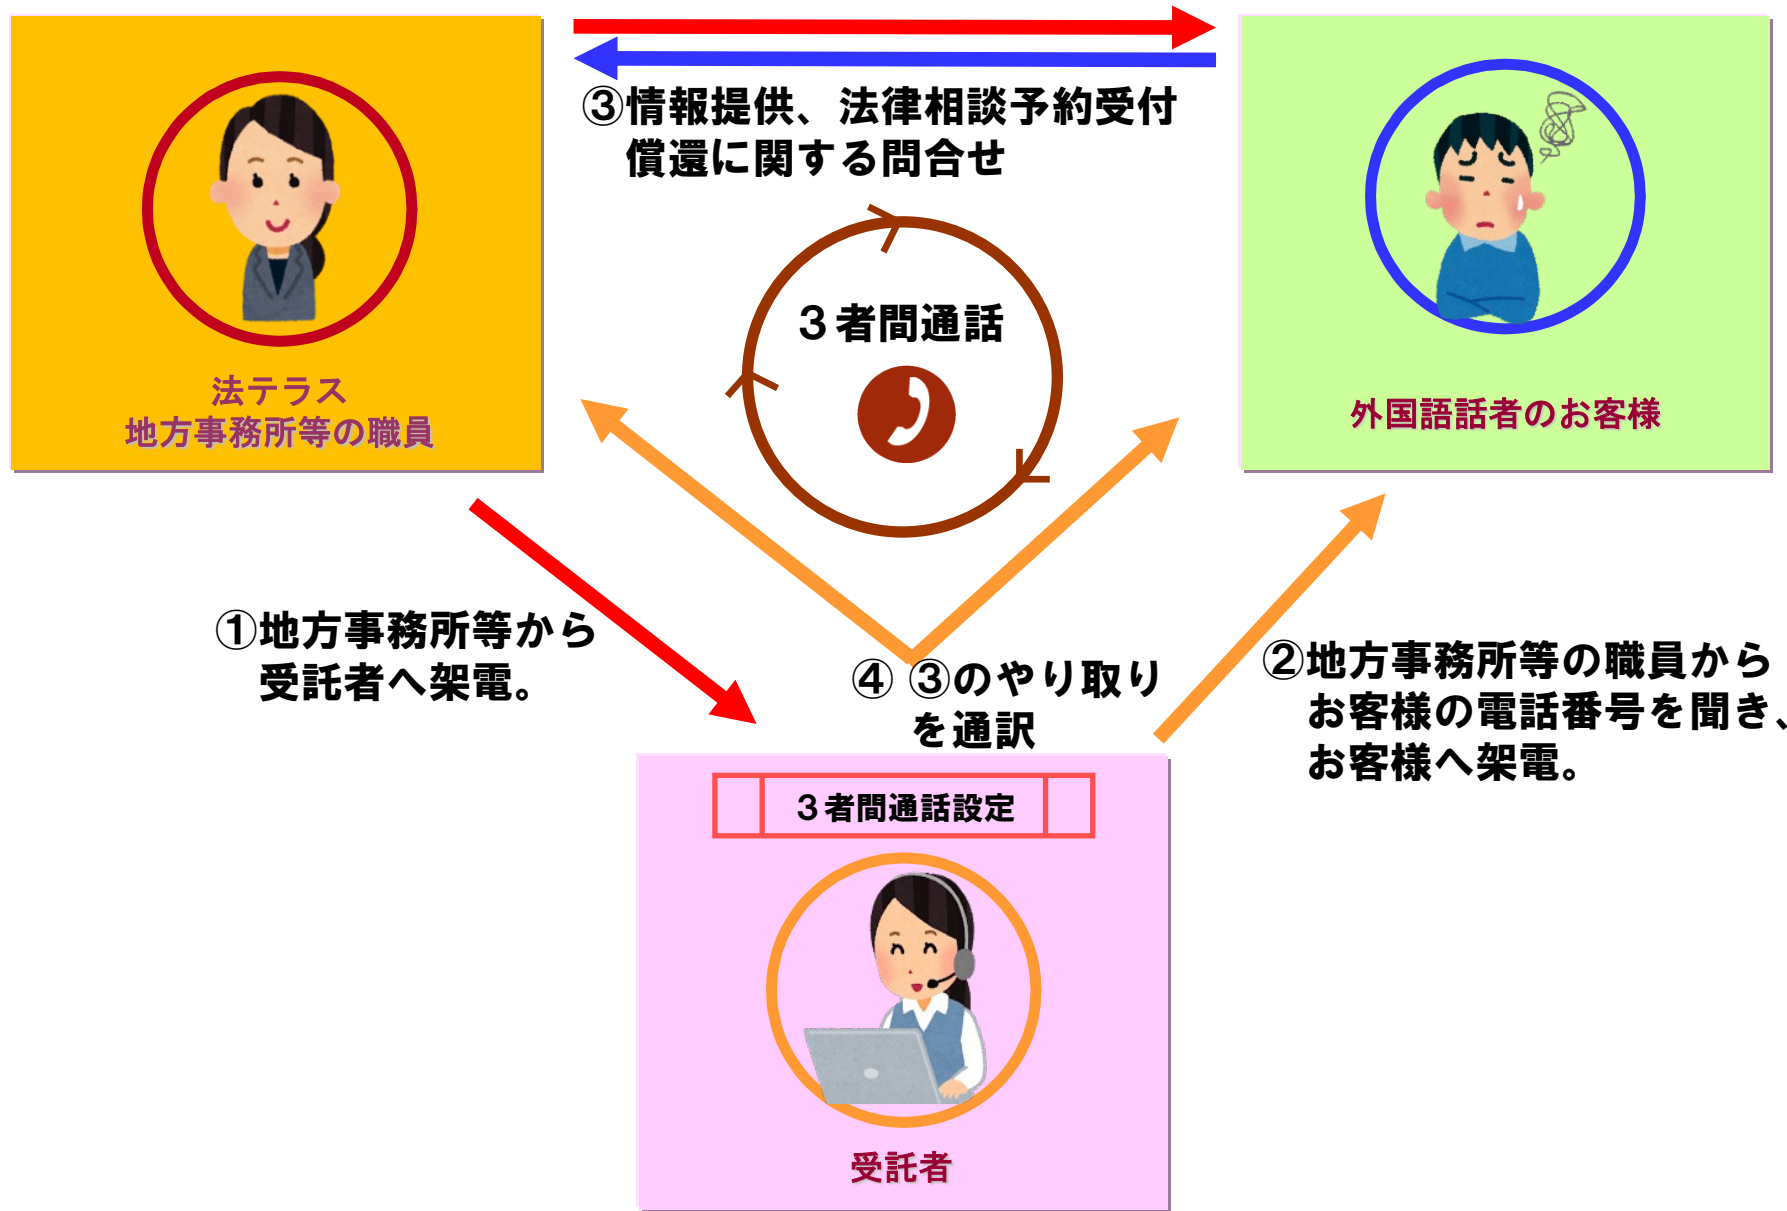 ③情報提供、法律相談予約受付
償還に関する問合せ
３者間通話
法テラス
地方事務所等の職員
外国語話者のお客様
①地方事務所等から
受託者へ架電。
④ ③のやり取り
を通訳
②地方事務所等の職員から
お客様の電話番号を聞き、
お客様へ架電。
３者間通話設定
受託者